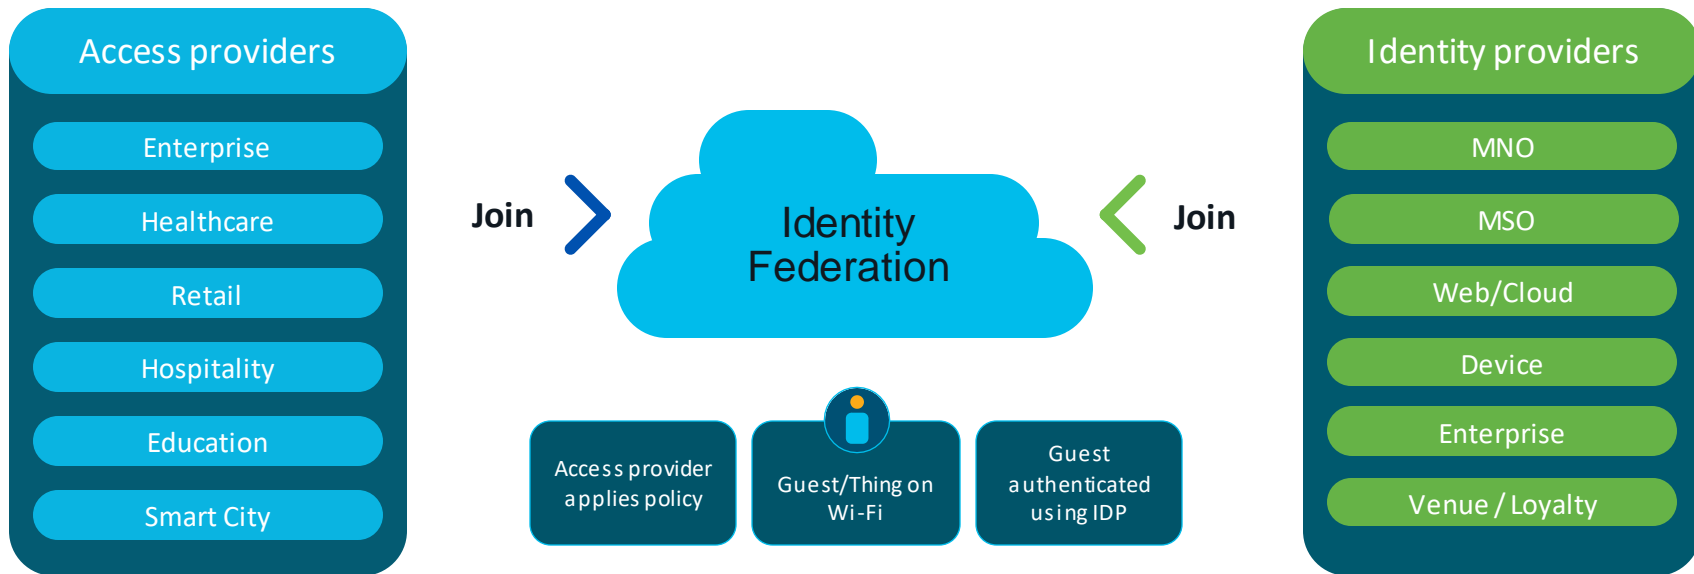 Access providers
Enterprise
Healthcare
Retail
Hospitality
Education
Smart City
Join
Identity
Federation
Join
Access provider
applies policy
Guest/Thing on
Wi-Fi
Guest
authenticated
using IDP
Identity providers
MNO
MSO
Web/Cloud
Device
Enterprise
Venue / Loyalty